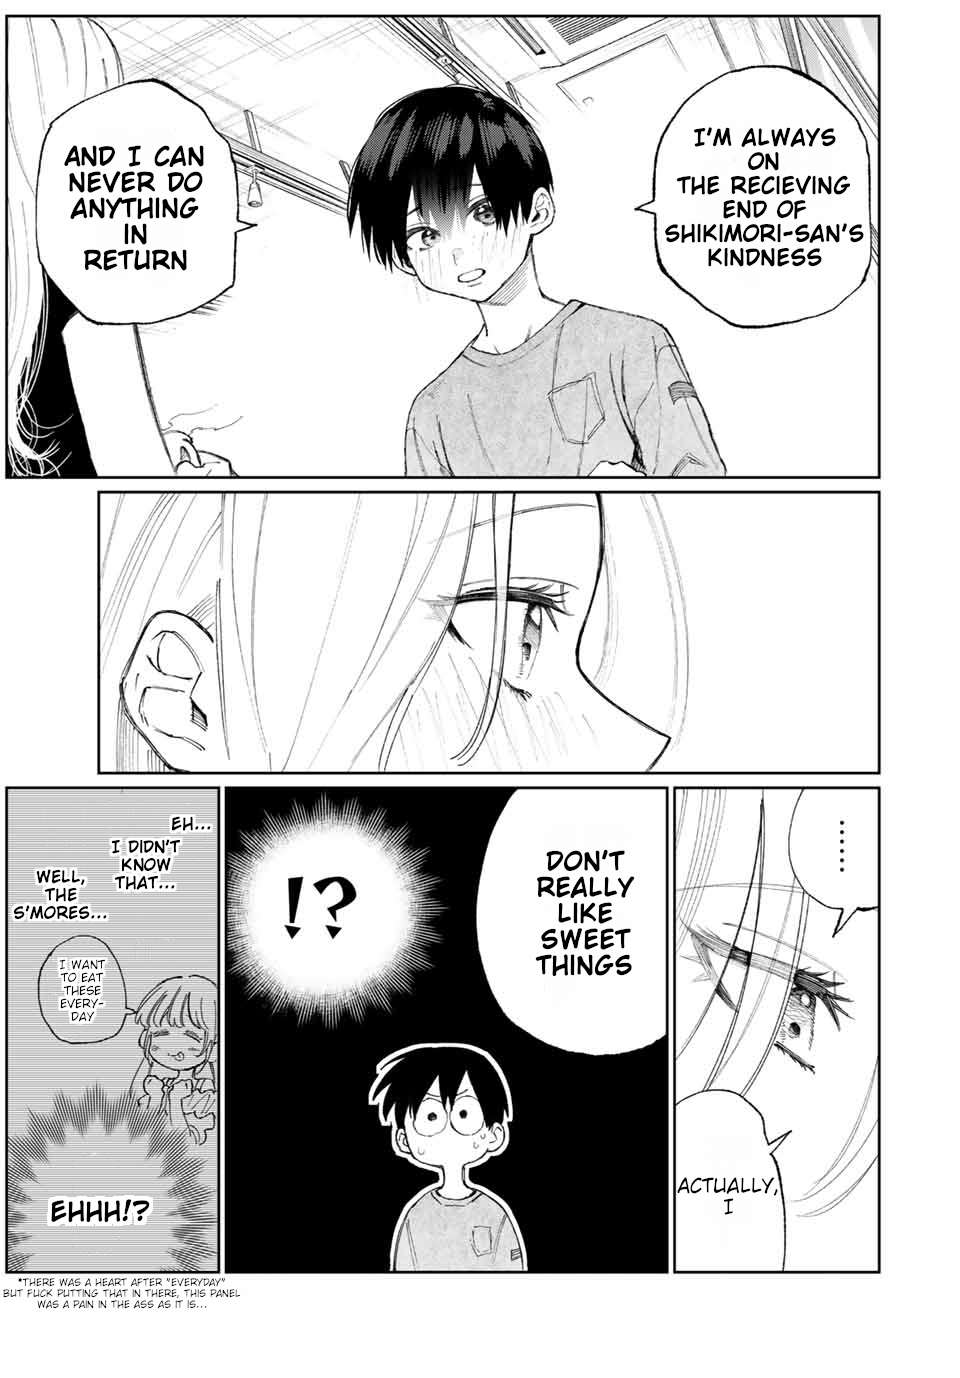 I'M ALWAYS
ON
THE RECIEVING
END OF
SHIKIMORI-SAN'S
KINDNESS
AND I CAN
NEVER DO
ANYTHING
IN
RETURN
......
ACTUALLY,
I
DON'T
REALLY
LIKE
SWEET
THINGS
!?
EH...
I DIDN'T
KNOW
THAT...
WELL,
THE
S'MORES...
I WANT
TO EAT
THESE
EVERY-
DAY
EHHH!?
*THERE WAS A HEART AFTER "EVERYDAY"
BUT FUCK PUTTING THAT IN THERE, THIS PANEL
WAS A PAIN IN THE ASS AS IT IS...